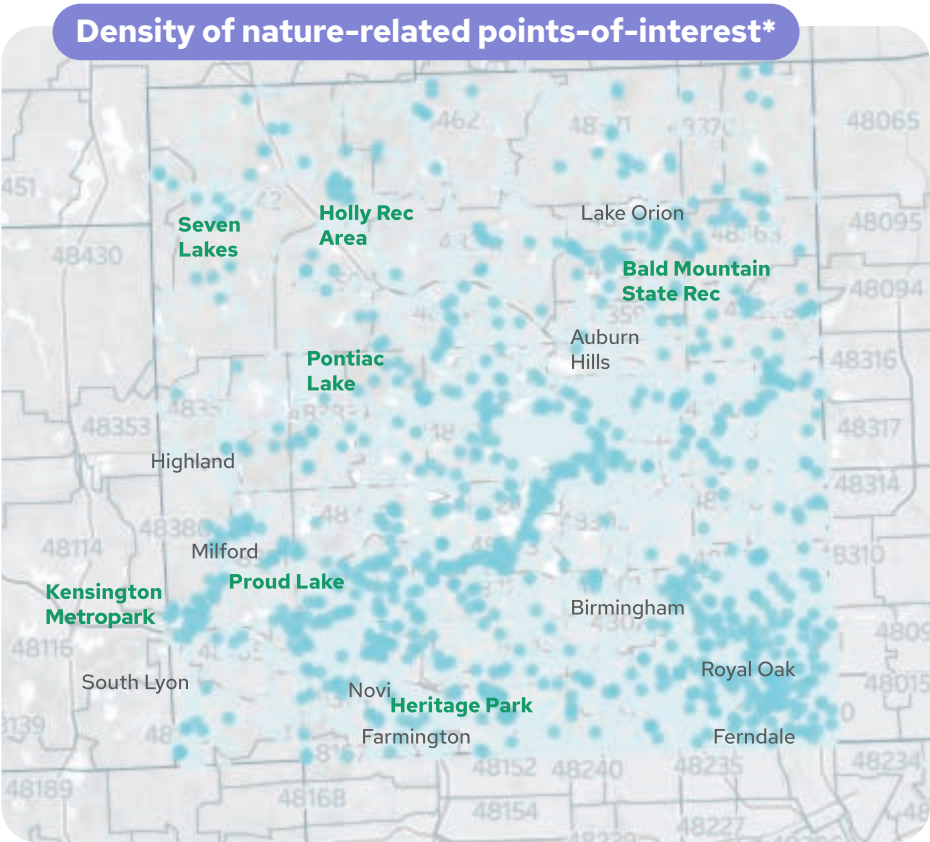 Density of nature-related points-of-interest*
48065
48095
Lake Orion
Holly Rec
Area
Seven
Lakes
48430
Bald Mountain
State Rec
48094
Auburn
Hills
48316
Pontiac
Lake
48353
48317
Highland
48314
48380
Milford
48114
Proud Lake
Kensington
Metropark
Birmingham
48116
Royal Oak
South Lyon
48015
Novi
Heritage Park
Farmington
Ferndale
48152
48240
48235
48234
48189
48168
48154
48227